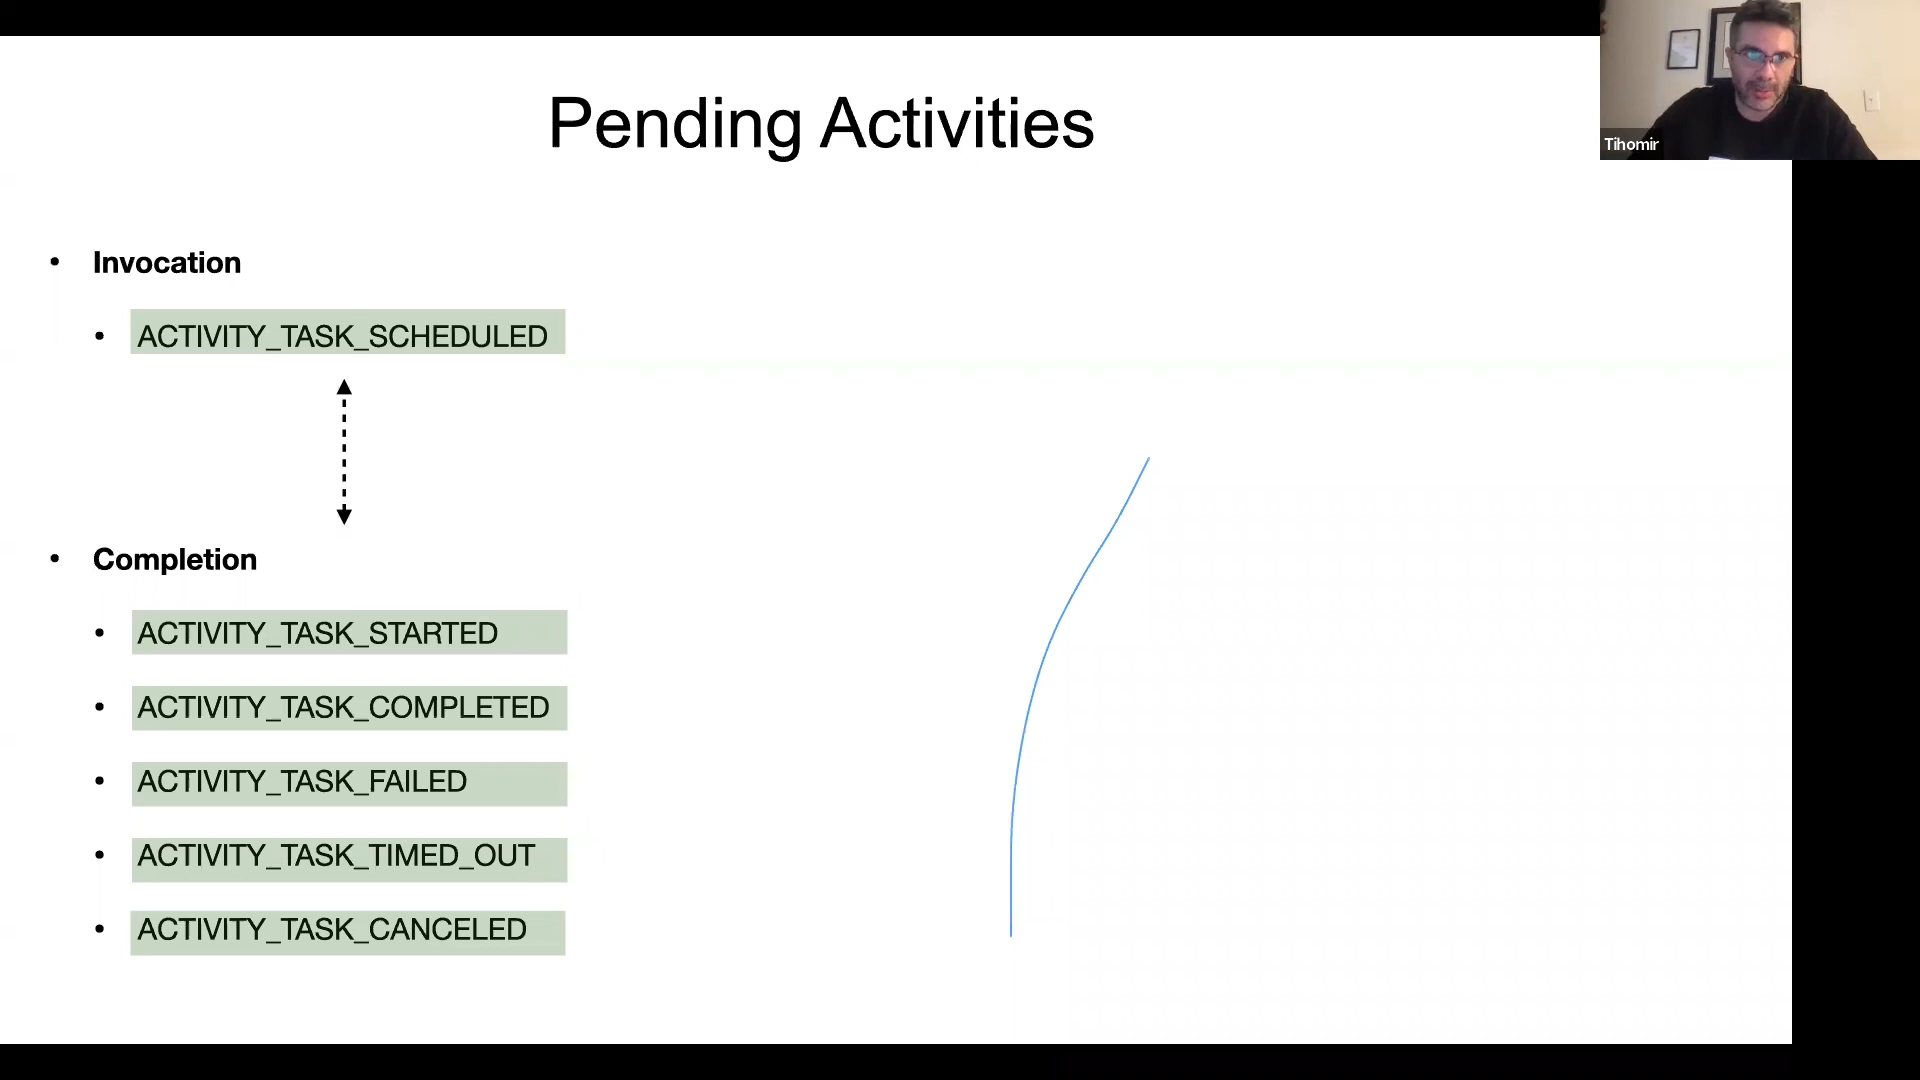 Pending Activities
Tihomir
• Invocation
• ACTIVITY_TASK_SCHEDULED
• Completion
• ACTIVITY_TASK_STARTED
• ACTIVITY_TASK_COMPLETED
• ACTIVITY_TASK_FAILED
• ACTIVITY_TASK_TIMED_OUT
• ACTIVITY_TASK_CANCELED